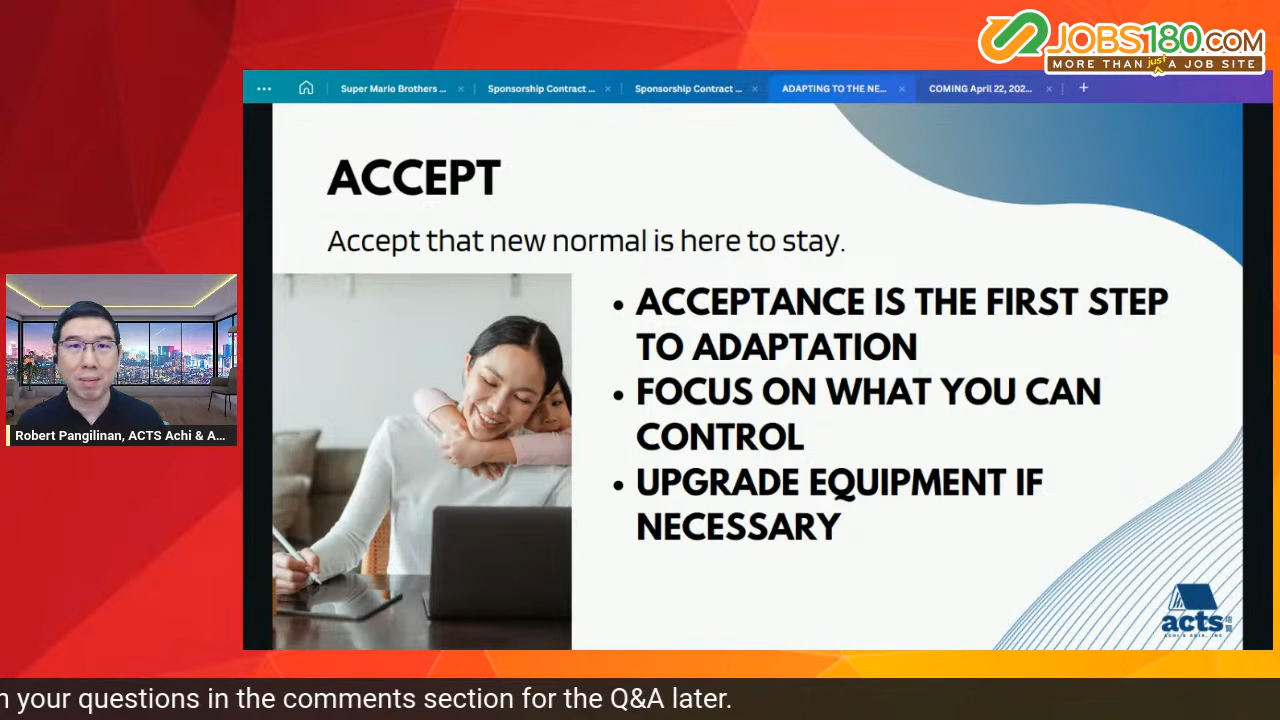 JOBS180.COM
MORE THAN just A JOB SITE
Super Mario Brothers ...
Sponsorship Contract ...
Sponsorship Contract ...
ADAPTING TO THE NE...
COMING April 22, 202...
ACCEPT
Accept that new normal is here to stay.
• ACCEPTANCE IS THE FIRST STEP
TO ADAPTATION
• FOCUS ON WHAT YOU CAN
CONTROL
• UPGRADE EQUIPMENT IF
NECESSARY
Robert Pangilinan, ACTS Achi & A...
acts
ACHI & ASIA, INC
n your questions in the comments section for the Q&A later.